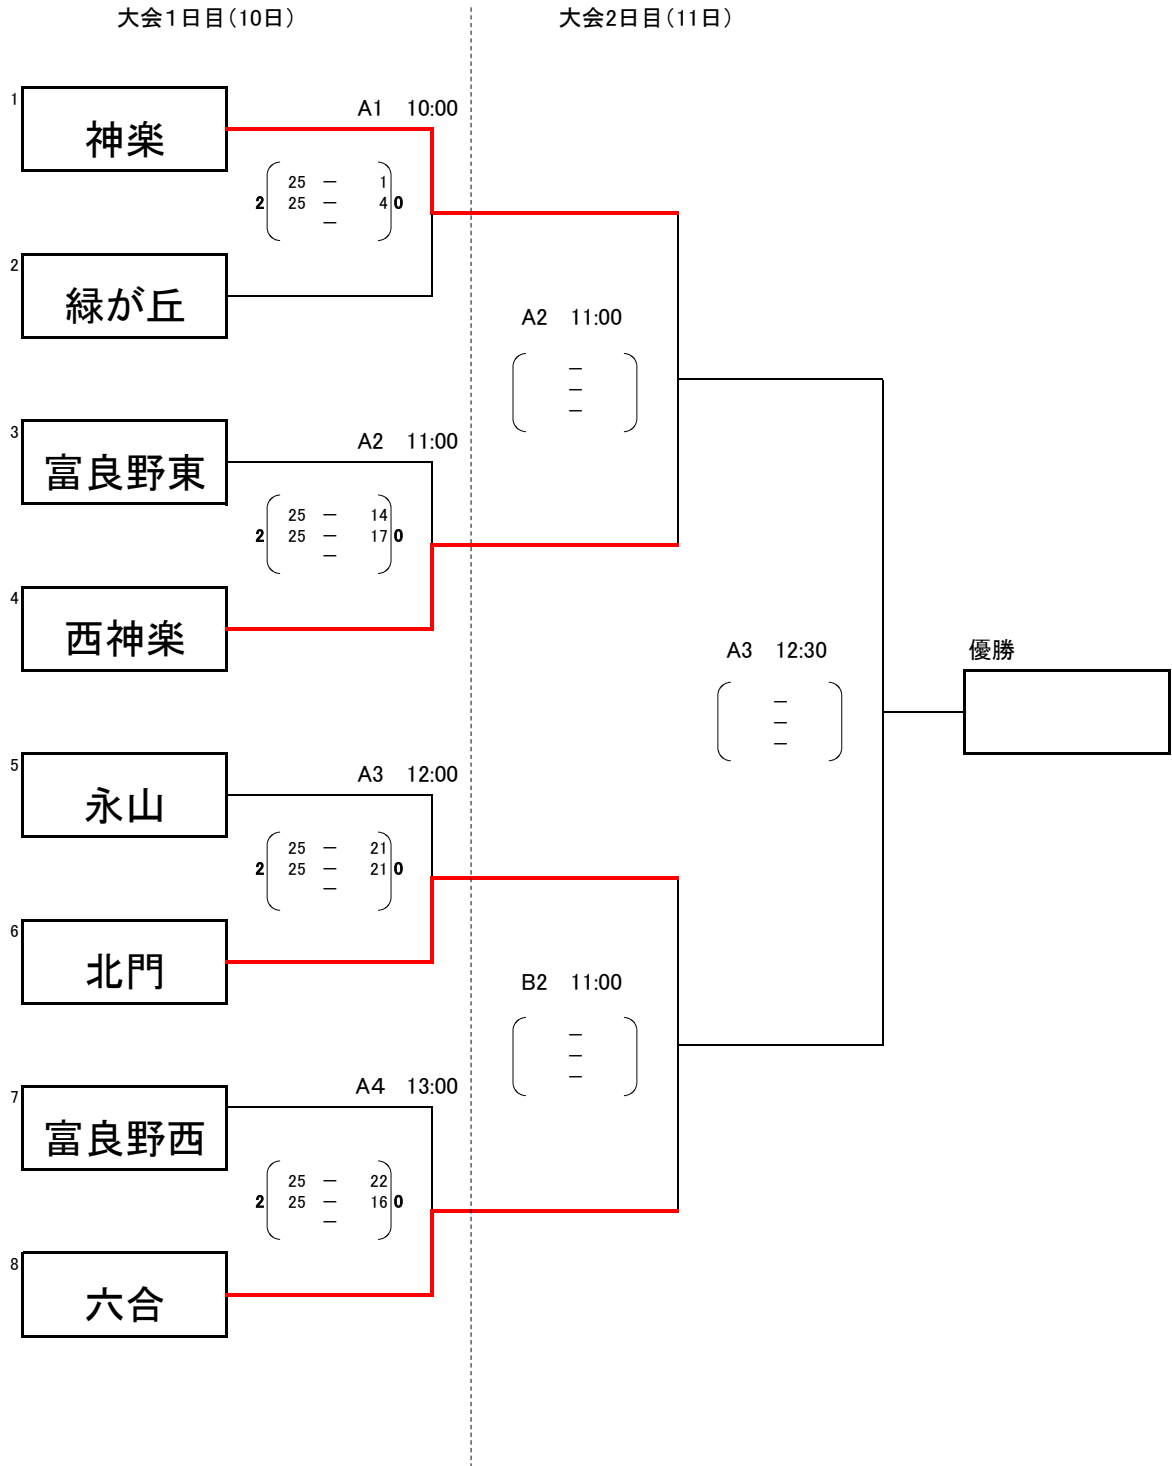 大会１日目（10日）
大会2日目（11日）
1
神楽
A1 10:00
25 － 1
2 25 － 4 0
－
2
緑が丘
A2 11:00
－
－
－
3
富良野東
A2 11:00
25 － 14
2 25 － 17 0
－
4
西神楽
A3 12:30
－
－
－
優勝
5
永山
A3 12:00
25 － 21
2 25 － 21 0
－
6
北門
B2 11:00
－
－
－
7
富良野西
A４ 13:00
25 － 22
2 25 － 16 0
－
8
六合